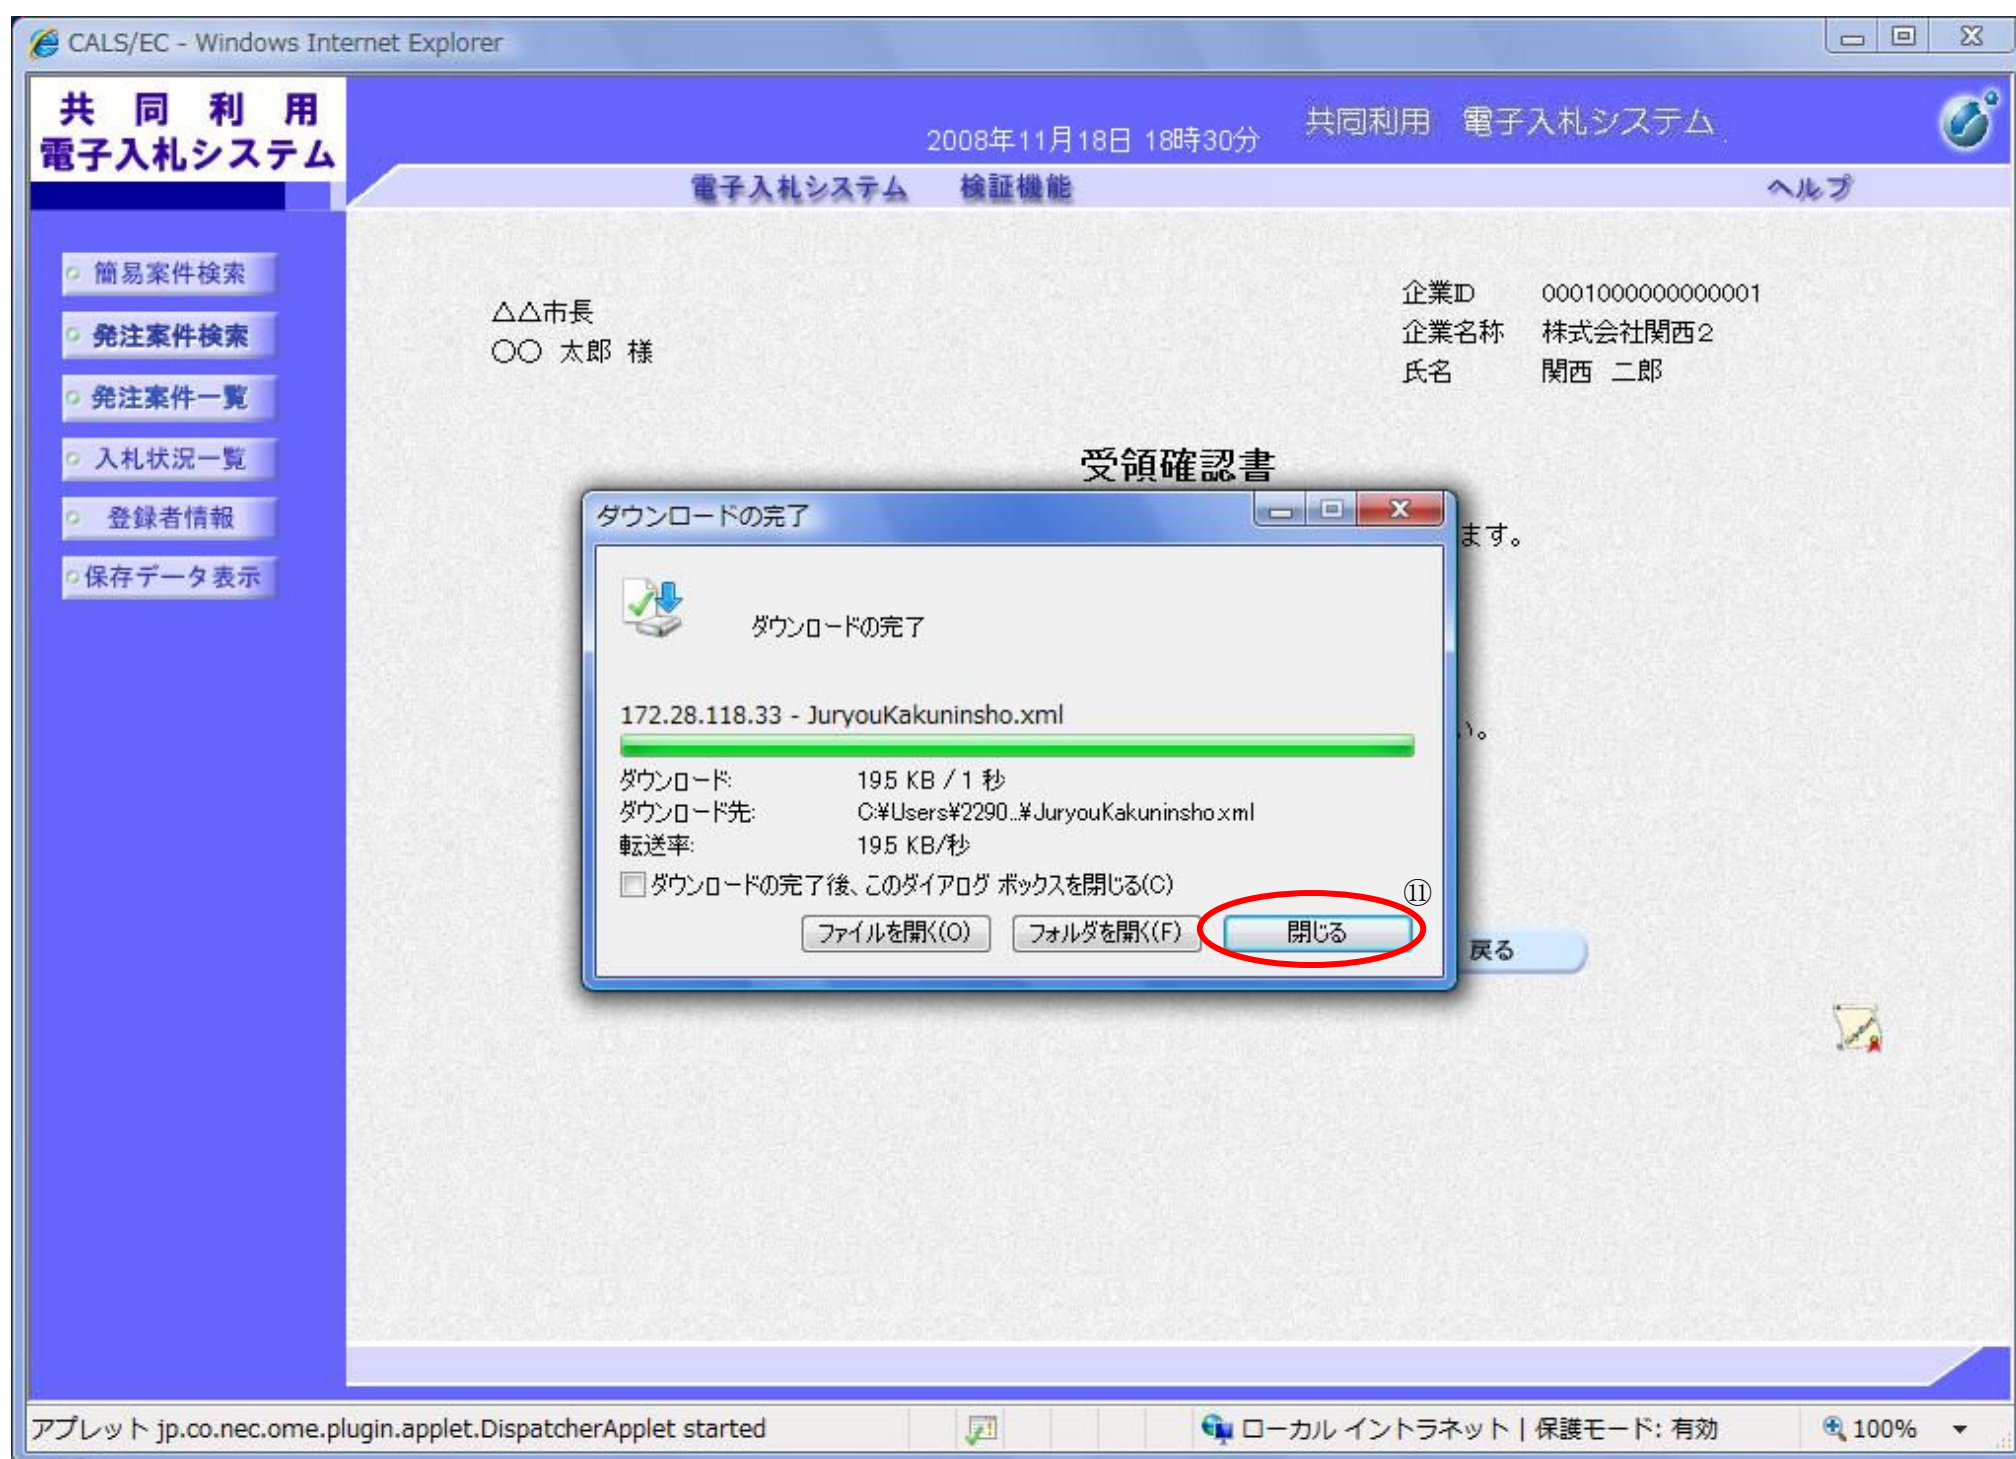 CALS/EC - Windows Internet Explorer
共 同 利 用
電子入札システム
2008年11月18日 18時30分
共同利用 電子入札システム
電子入札システム
検証機能
ヘルプ
簡易案件検索
発注案件検索
発注案件一覧
入札状況一覧
登録者情報
保存データ表示
△△市長
〇〇 太郎 様
企業ID 0001000000000001
企業名称 株式会社関西2
氏名 関西 二郎
受領確認書
ます。
い。
戻る
ダウンロードの完了
ダウンロードの完了
172.28.118.33 - JuryouKakuninsho.xml
ダウンロード: 19.5 KB / 1 秒
ダウンロード先: C:¥Users¥2290...¥JuryouKakuninsho.xml
転送率: 19.5 KB/秒
ダウンロードの完了後、このダイアログ ボックスを閉じる(C)
⑪
ファイルを開く(O)
フォルダを開く(F)
閉じる
アプレット jp.co.nec.ome.plugin.applet.DispatcherApplet started
ローカル イントラネット | 保護モード: 有効
100%